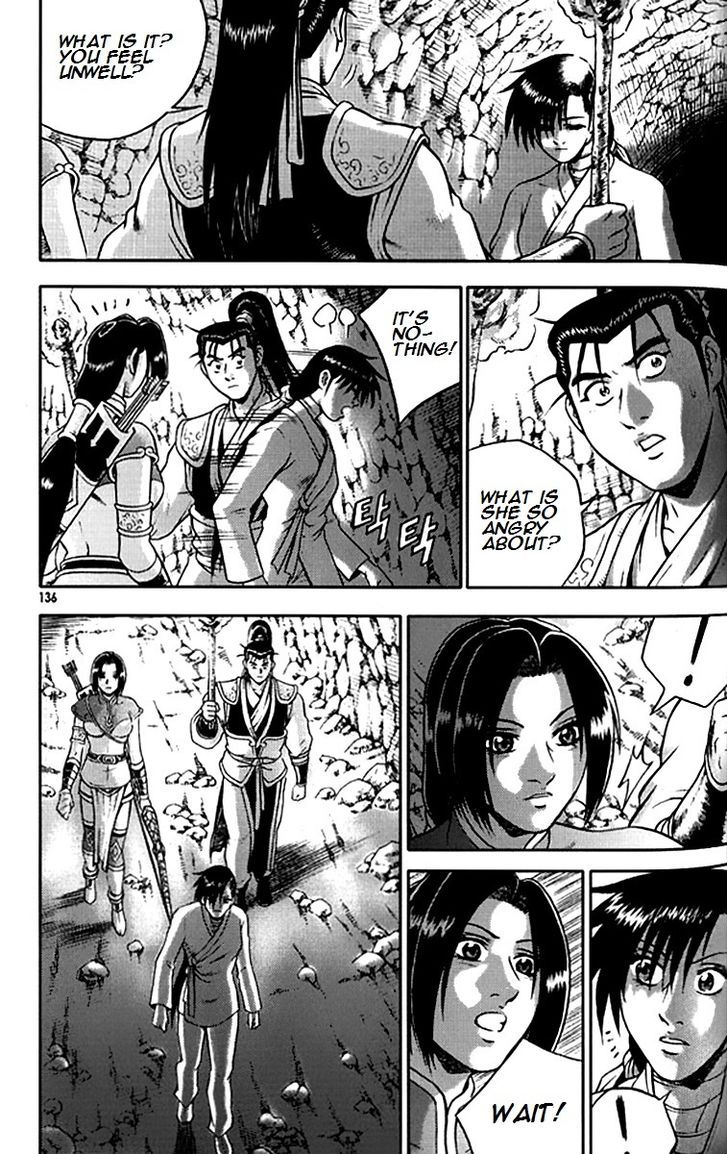 WHAT IS IT?
YOU FEEL
UNWELL?
IT'S
NO-
THING!
WHAT IS
SHE SO
ANGRY
ABOUT?
탁
탁
136
!
WAIT!
!